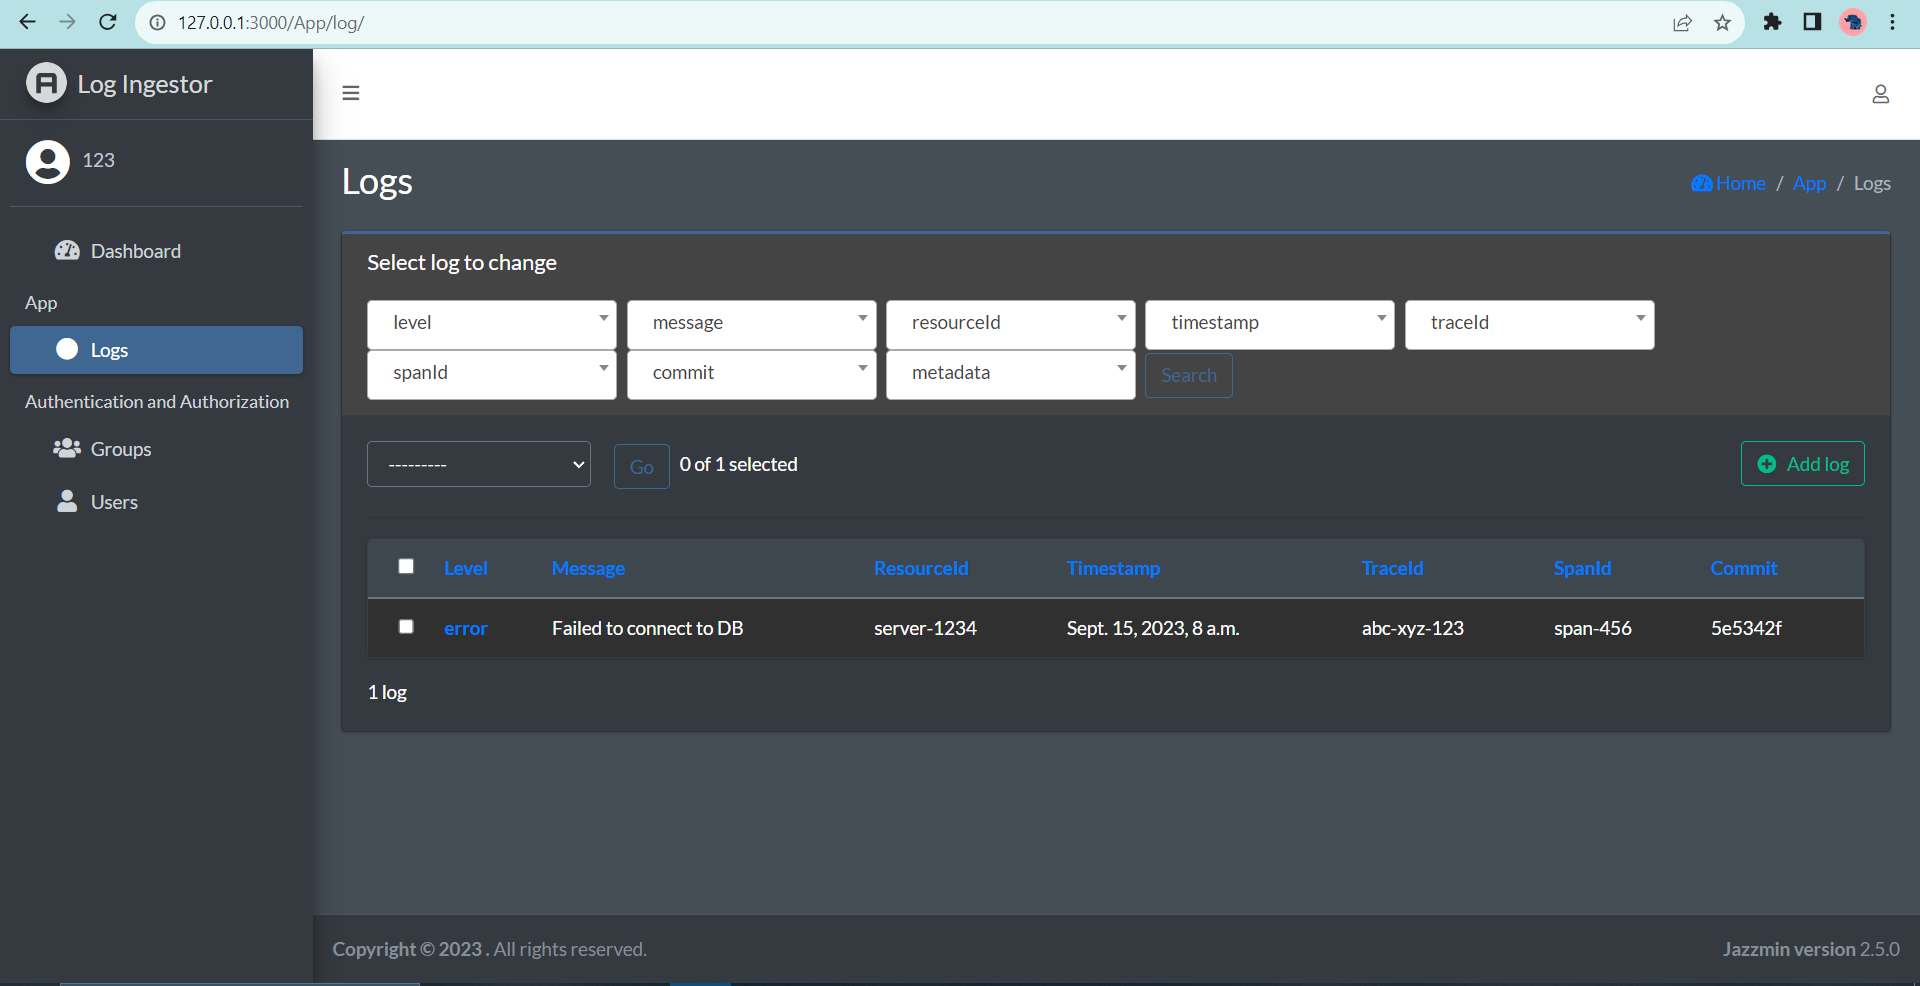 127.0.0.1:3000/App/log/
Log Ingestor
123
Dashboard
App
Logs
Authentication and Authorization
Groups
Users
Logs
Home / App / Logs
Select log to change
level message resourceId timestamp traceId
spanId commit metadata Search
--------- Go 0 of 1 selected Add log
Level Message ResourceId Timestamp TraceId SpanId Commit
error Failed to connect to DB server-1234 Sept. 15, 2023, 8 a.m. abc-xyz-123 span-456 5e5342f
1 log
Copyright © 2023 . All rights reserved. Jazzmin version 2.5.0